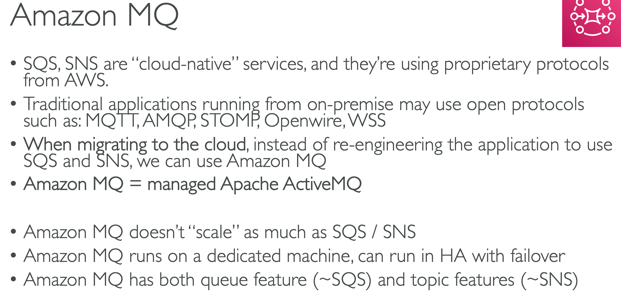 Amazon MQ
• SQS, SNS are “cloud-native” services, and they’re using proprietary protocols
from AWS.
• Traditional applications running from on-premise may use open protocols
such as: MQTT, AMQP, STOMP, Openwire, WSS
• When migrating to the cloud, instead of re-engineering the application to use
SQS and SNS, we can use Amazon MQ
• Amazon MQ = managed Apache ActiveMQ
• Amazon MQ doesn’t “scale” as much as SQS / SNS
• Amazon MQ runs on a dedicated machine, can run in HA with failover
• Amazon MQ has both queue feature (~SQS) and topic features (~SNS)